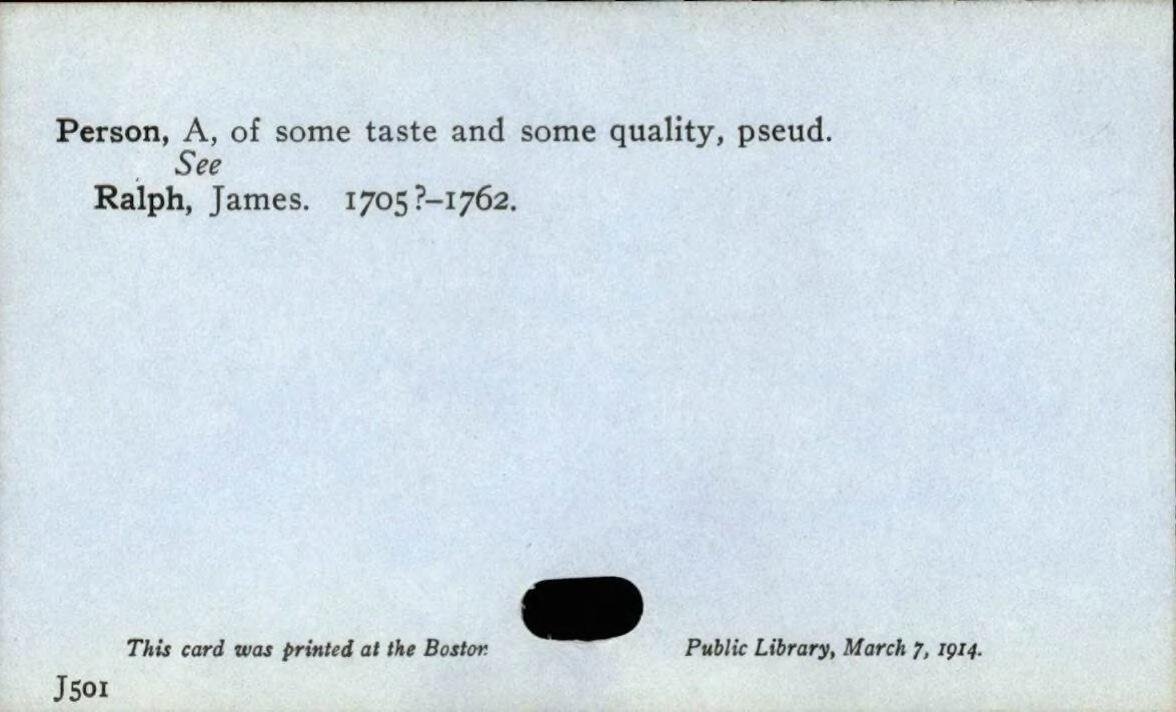 Person, A, of some taste and some quality, pseud.
See
Ralph, James. 1705?–1762.
This card was printed at the Boston Public Library, March 7, 1914.
J501